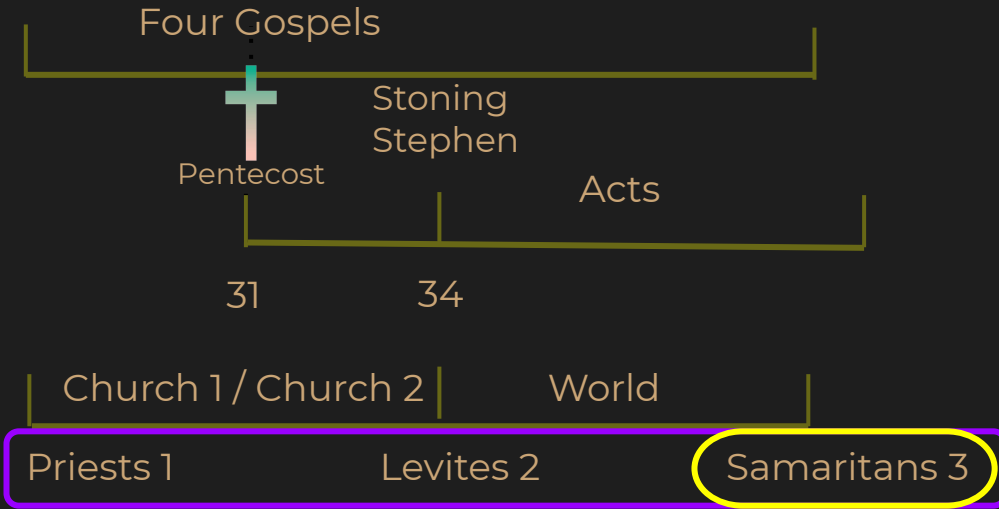 Four Gospels
Stoning
Stephen
Pentecost
Acts
31 34
Church 1 / Church 2 World
Priests 1 Levites 2 Samaritans 3